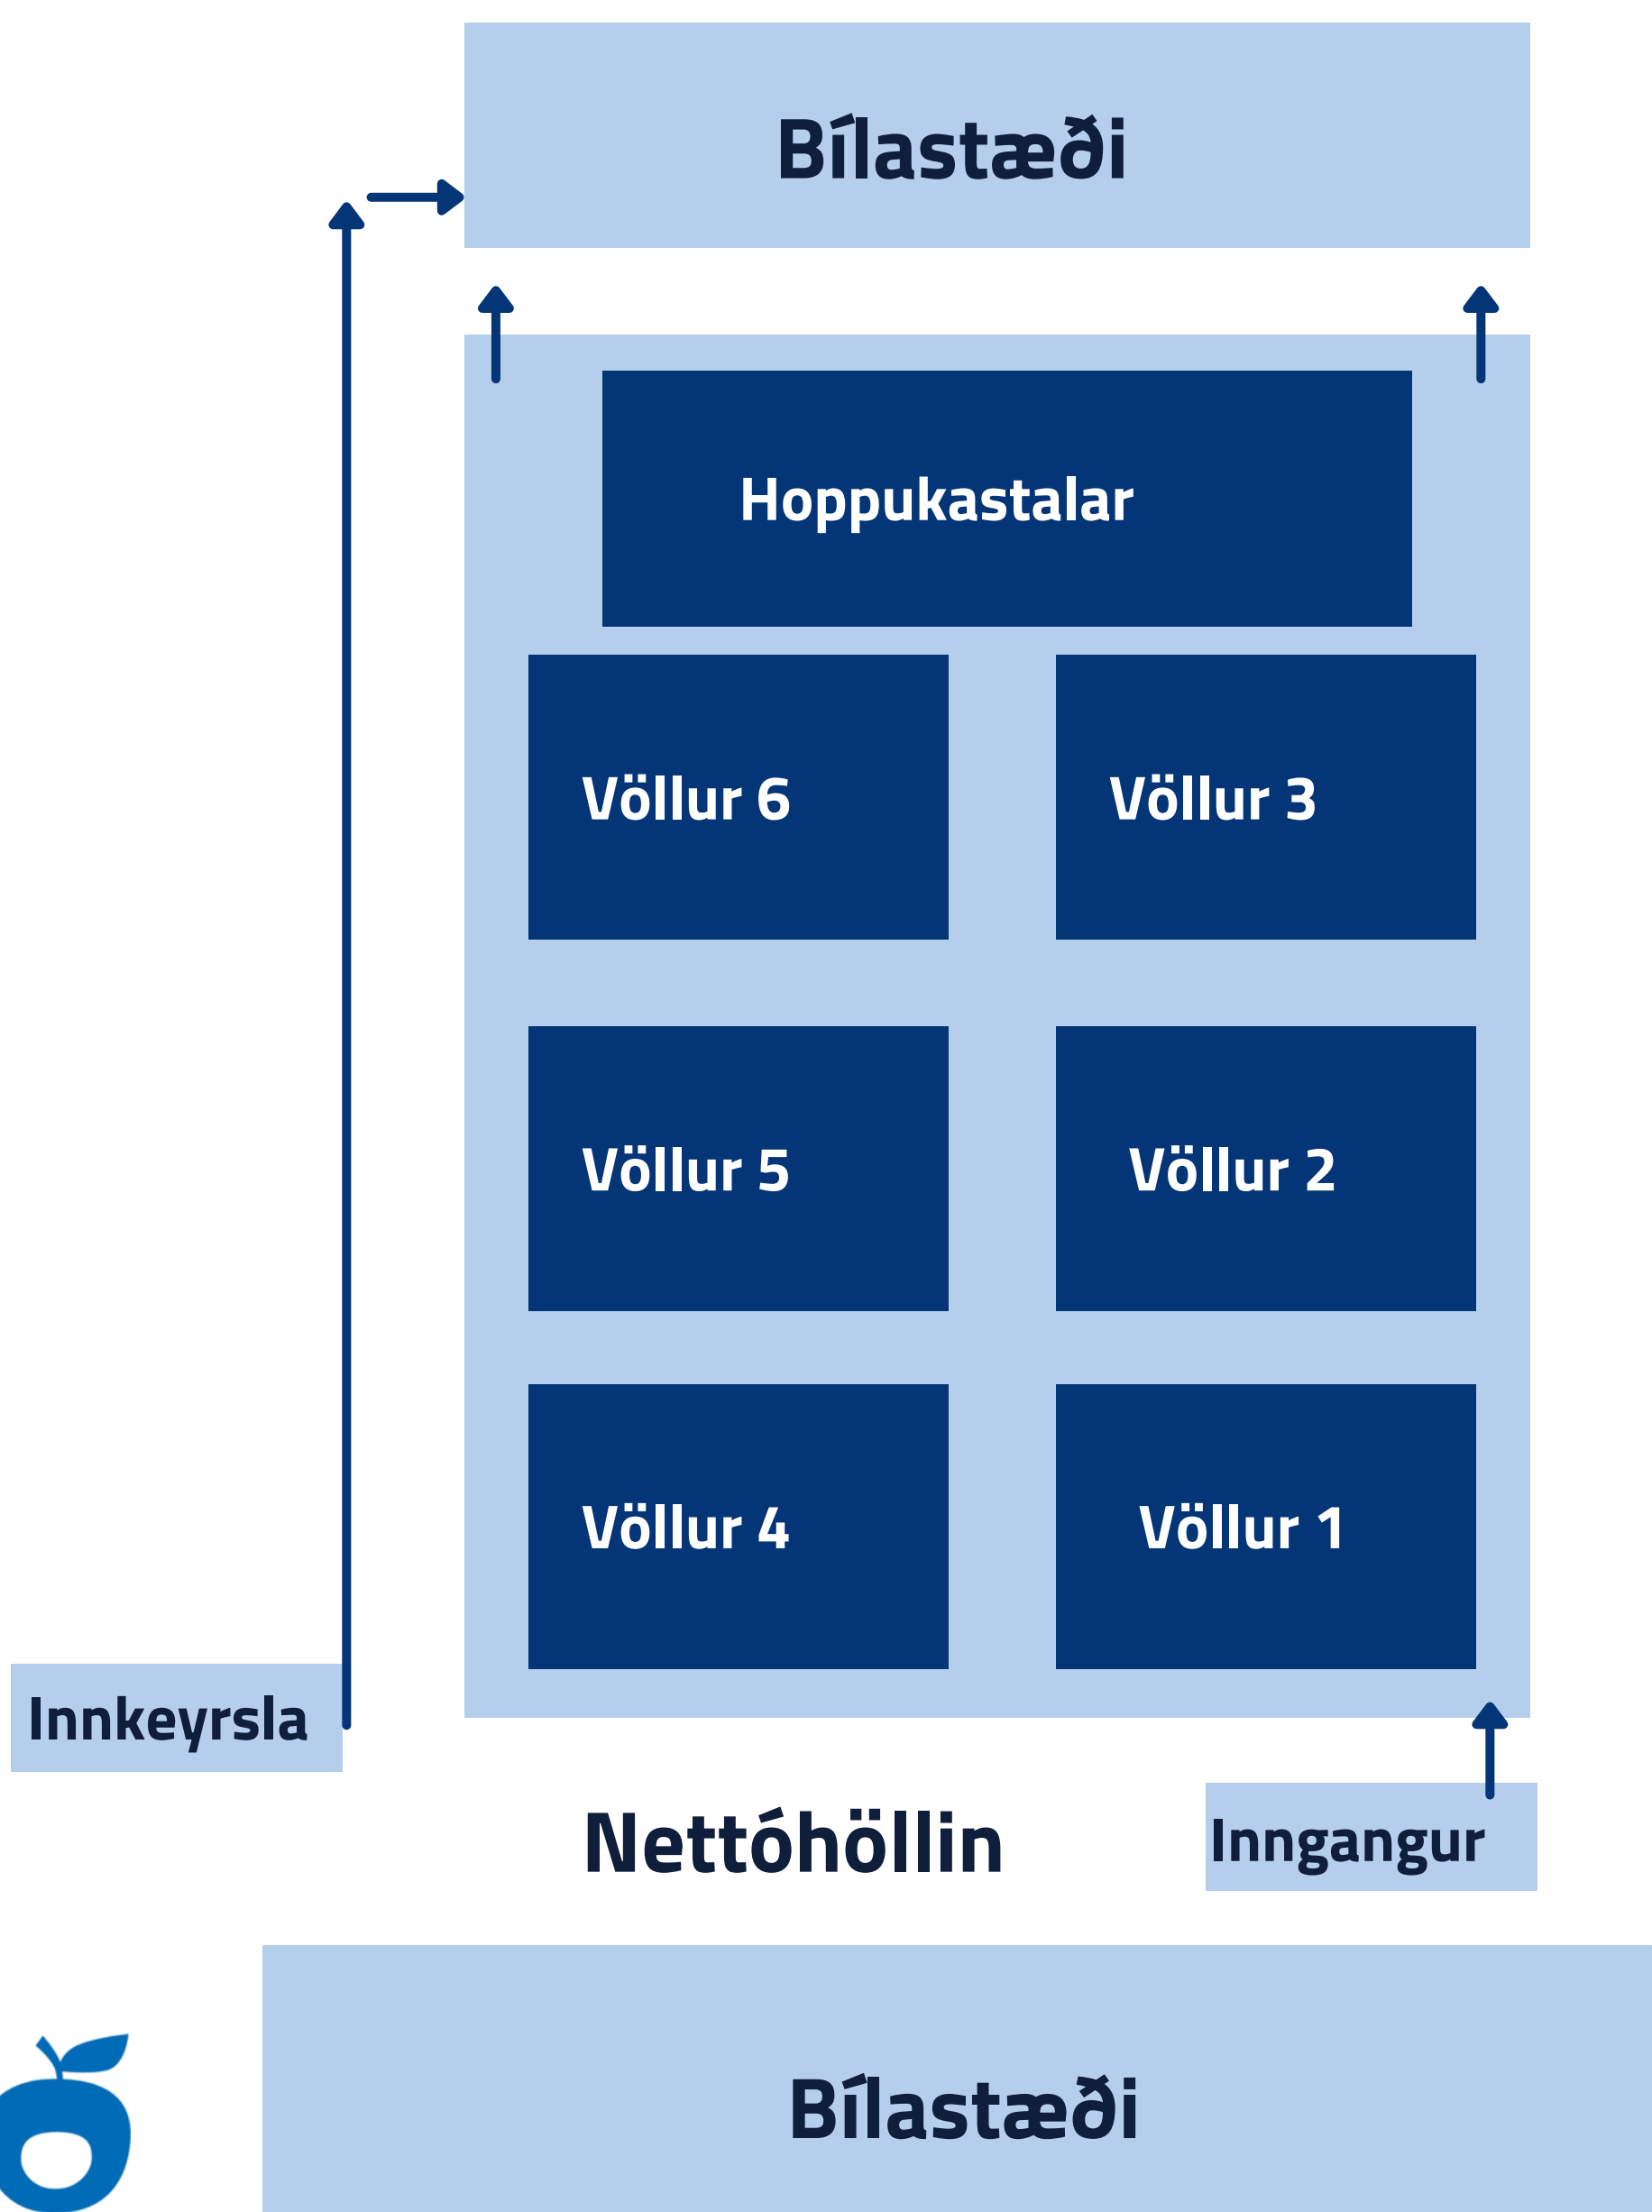 Bílastæði
Hoppukastalar
Völlur 6
Völlur 3
Völlur 5
Völlur 2
Völlur 4
Völlur 1
Innkeyrsla
Nettóhöllin
Inngangur
Bílastæði